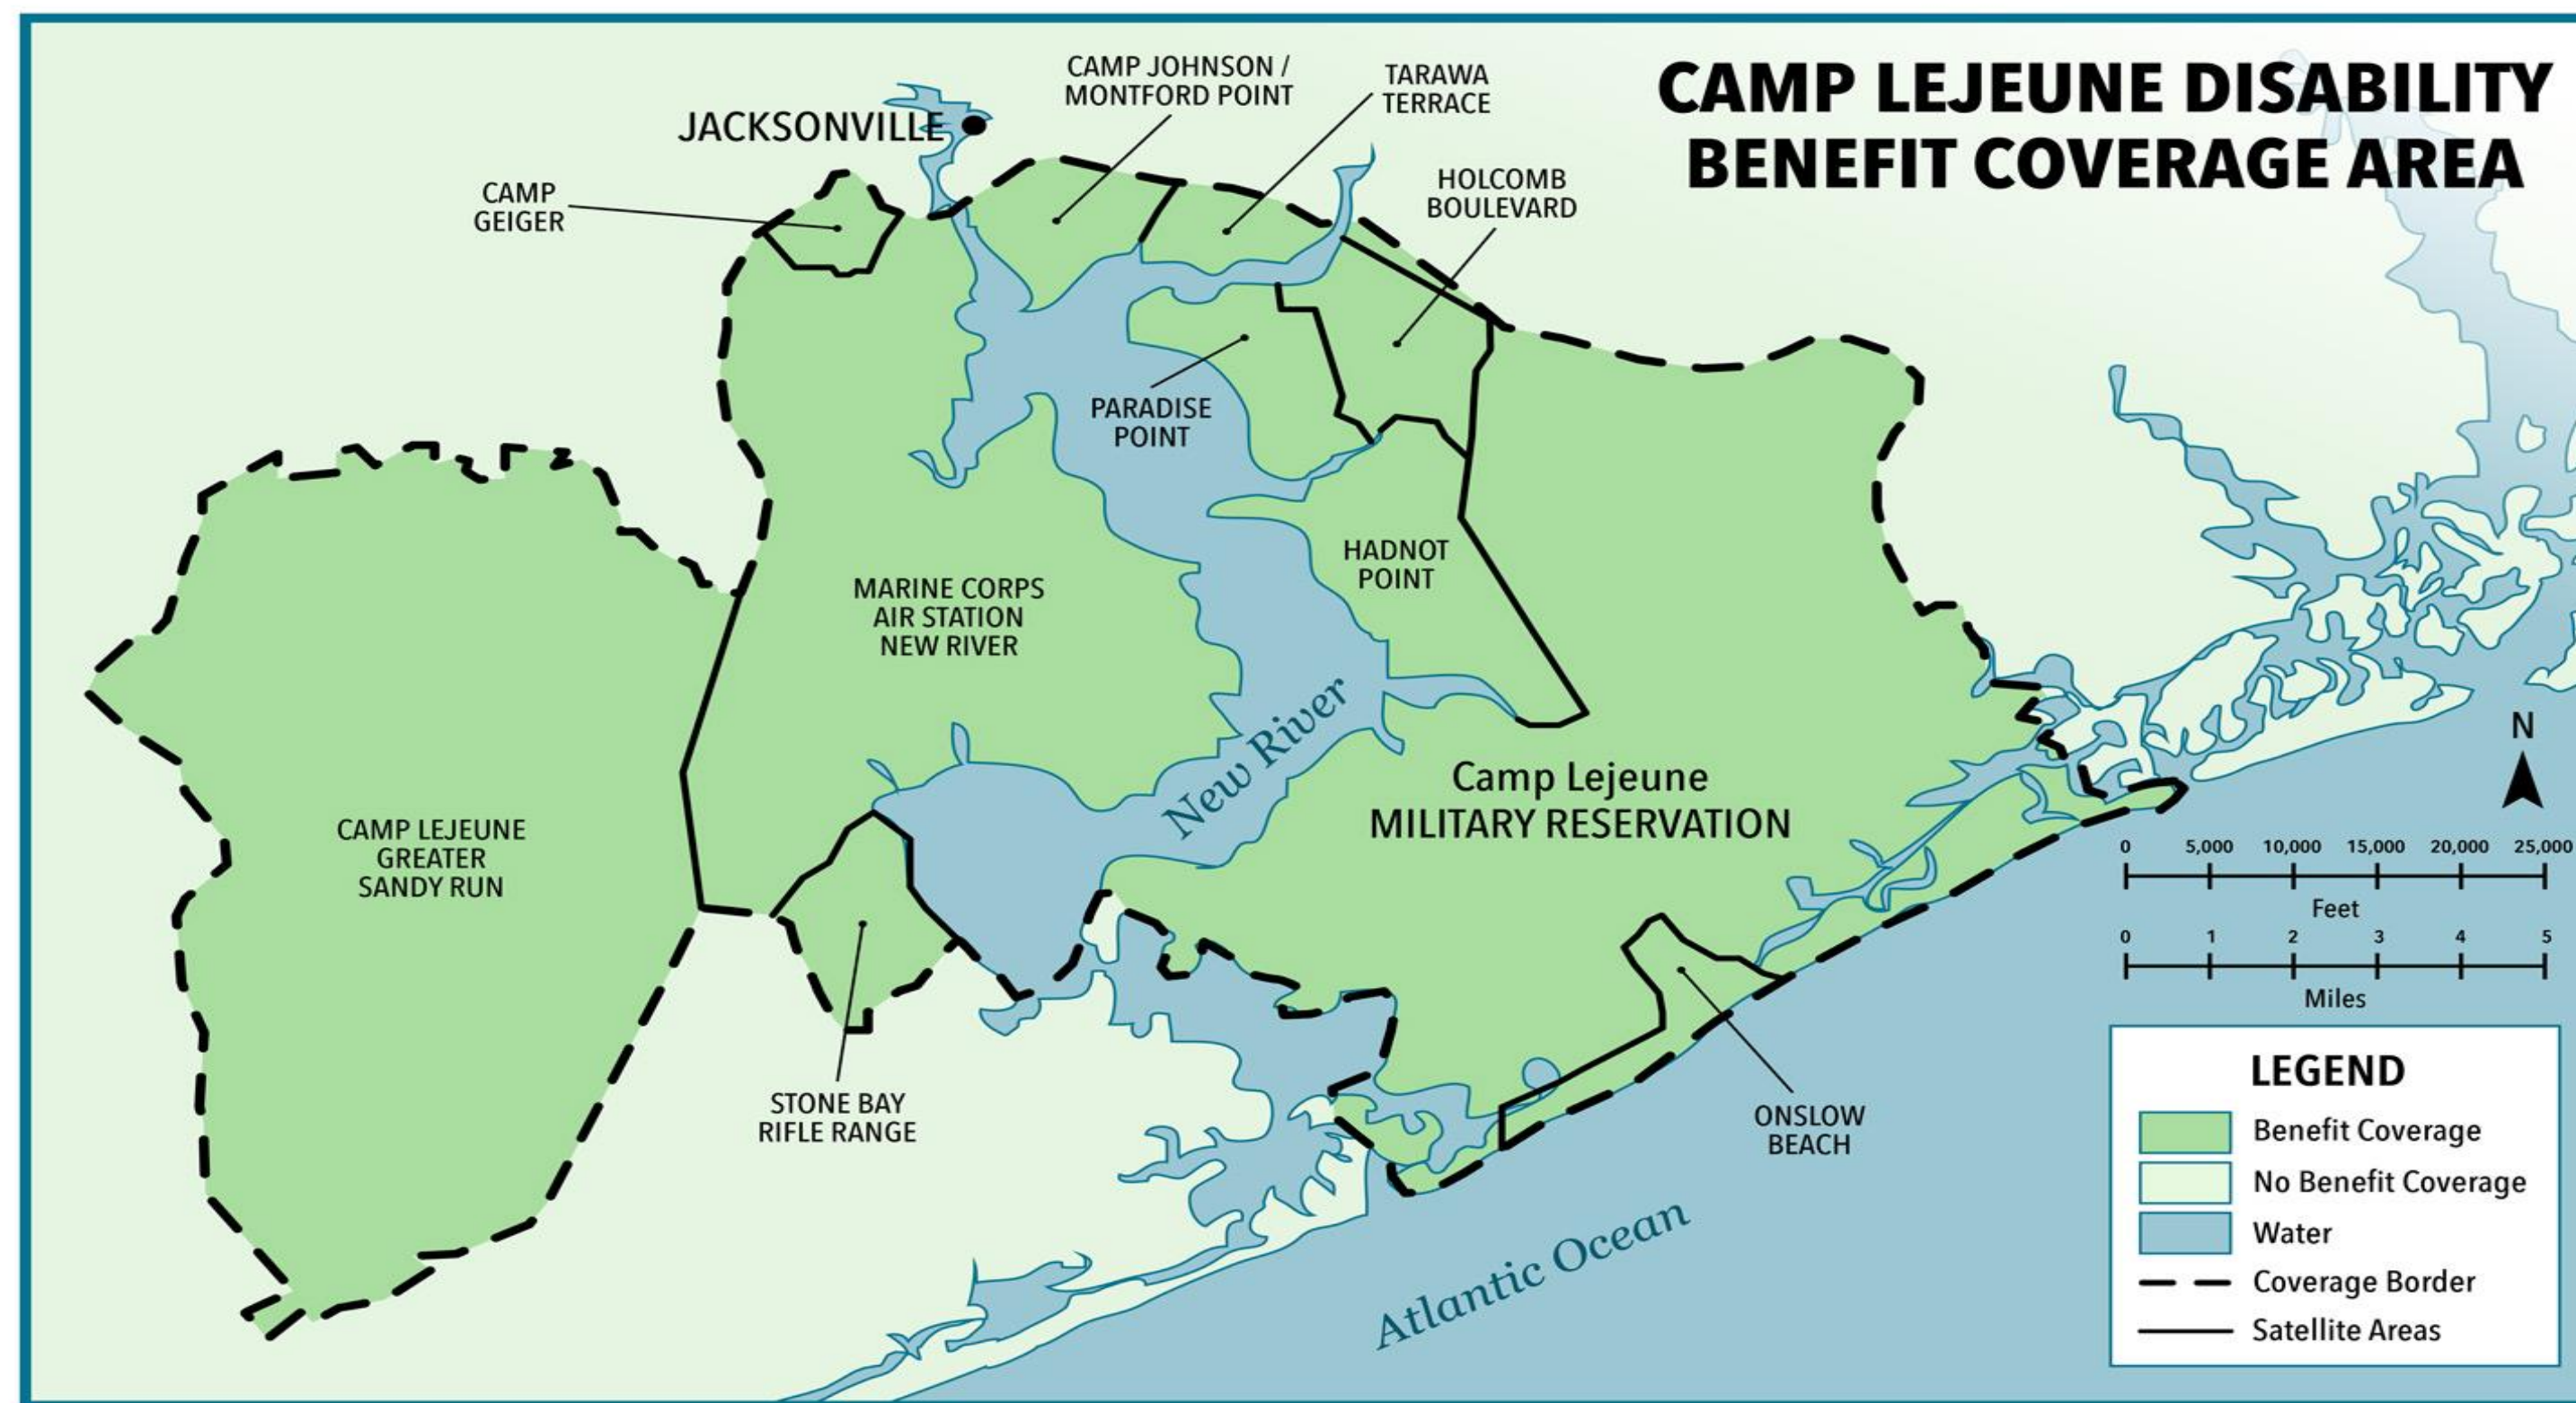 CAMP LEJEUNE DISABILITY
BENEFIT COVERAGE AREA
JACKSONVILLE
CAMP JOHNSON /
MONTFORD POINT
TARAWA
TERRACE
HOLCOMB
BOULEVARD
CAMP
GEIGER
PARADISE
POINT
HADNOT
POINT
MARINE CORPS
AIR STATION
NEW RIVER
New River
Camp Lejeune
MILITARY RESERVATION
CAMP LEJEUNE
GREATER
SANDY RUN
STONE BAY
RIFLE RANGE
ONSLOW
BEACH
Atlantic Ocean
N
0 5,000 10,000 15,000 20,000 25,000
Feet
0 1 2 3 4 5
Miles
LEGEND
Benefit Coverage
No Benefit Coverage
Water
Coverage Border
Satellite Areas